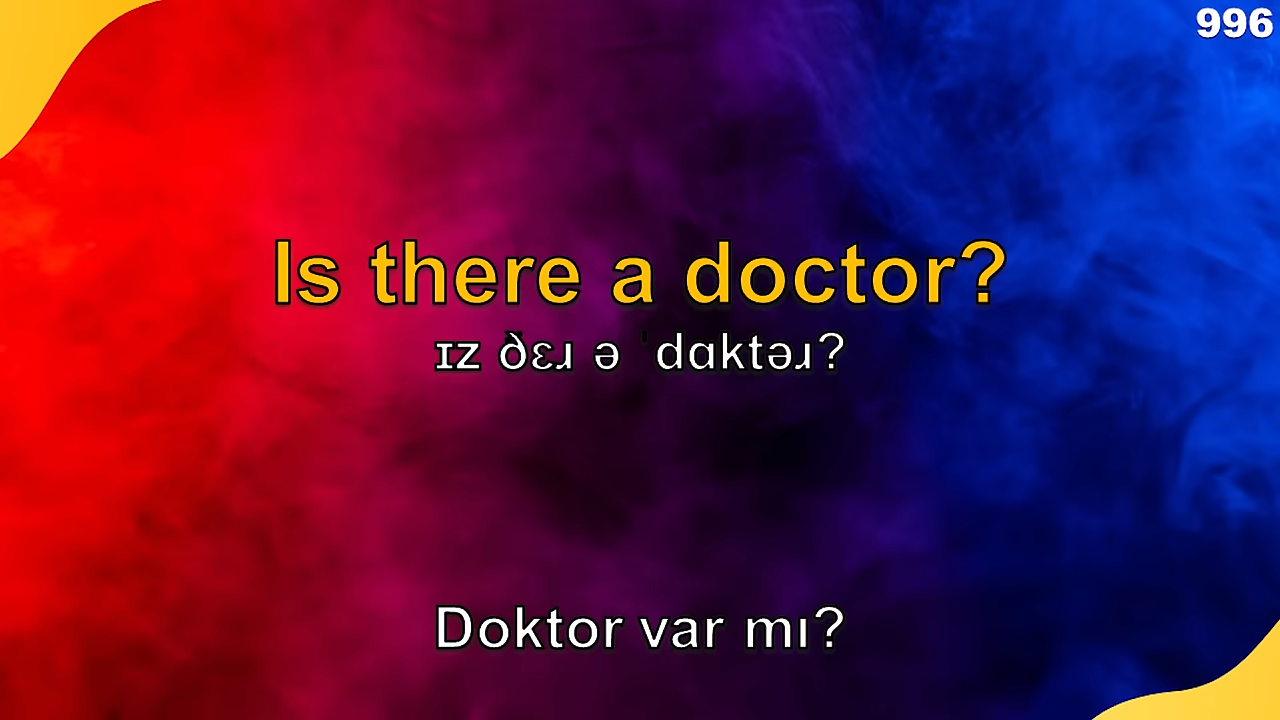 996
Is there a doctor?
ɪz ðɛɹ ə ˈdɑktəɹ?
Doktor var mı?